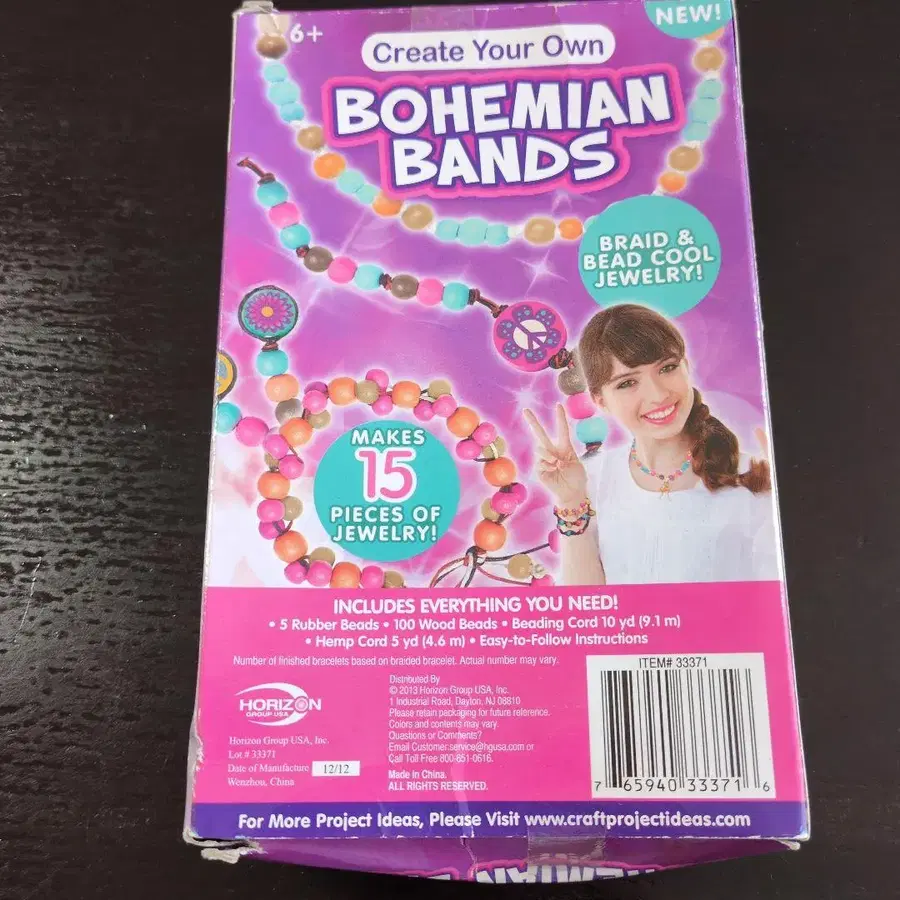 6+
NEW!
Create Your Own
BOHEMIAN
BANDS
BRAID &
BEAD COOL
JEWELRY!
MAKES
15
PIECES OF
JEWELRY!
INCLUDES EVERYTHING YOU NEED!
• 5 Rubber Beads • 100 Wood Beads • Beading Cord 10 yd (9.1 m)
• Hemp Cord 5 yd (4.6 m) • Easy-to-Follow Instructions
Number of finished bracelets based on braided bracelet. Actual number may vary.
HORIZON
GROUP USA
Horizon Group USA, Inc.
Lot # 33371
Date of Manufacture 12/12
Wenzhou, China
Distributed By
© 2013 Horizon Group USA, Inc.
1 Industrial Road, Dayton, NJ 08810
Please retain packaging for future reference.
Colors and contents may vary.
Questions or Comments?
Email Customer.service@hgusa.com or
Call Toll Free 800-651-0616.
Made in China.
ALL RIGHTS RESERVED.
ITEM# 33371
7 65940 33371 6
For More Project Ideas, Please Visit www.craftprojectideas.com